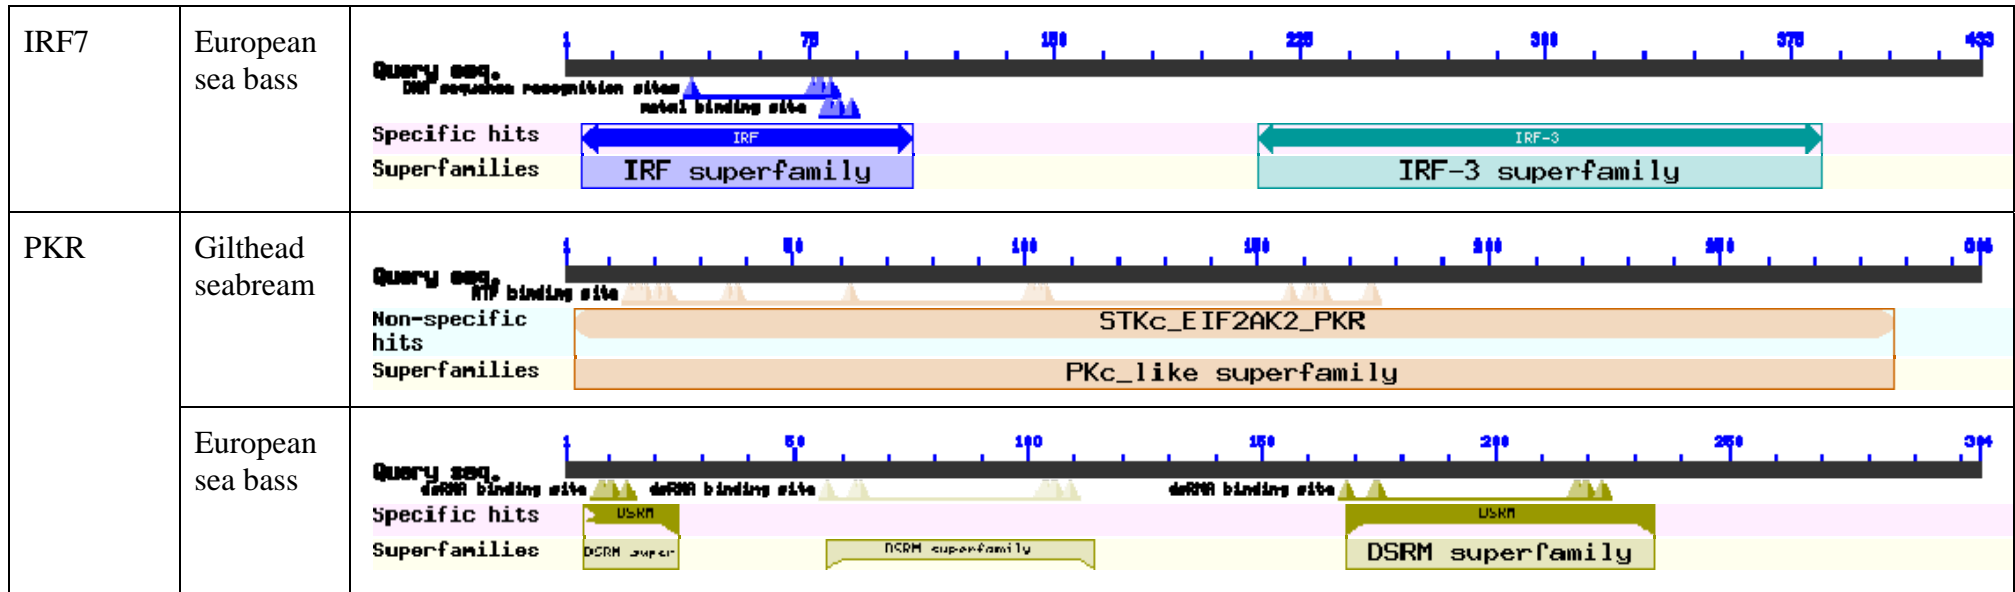 IRF7
European
sea bass
1 75 150 225 300 375 433
Query seq.
DNA sequence recognition sites
metal binding site
Specific hits
IRF
IRF-3
Superfamilies
IRF superfamily
IRF-3 superfamily
PKR
Gilthead
seabream
1 50 100 150 200 250
Query seq.
ATP binding site
Non-specific
hits
STKc_EIF2AK2_PKR
Superfamilies
PKc_like superfamily
European
sea bass
1 50 100 150 200 250 304
Query seq.
dsRNA binding site
dsRNA binding site
dsRNA binding site
Specific hits
DSRM
DSRM
Superfamilies
DSRM super
DSRM superfamily
DSRM superfamily